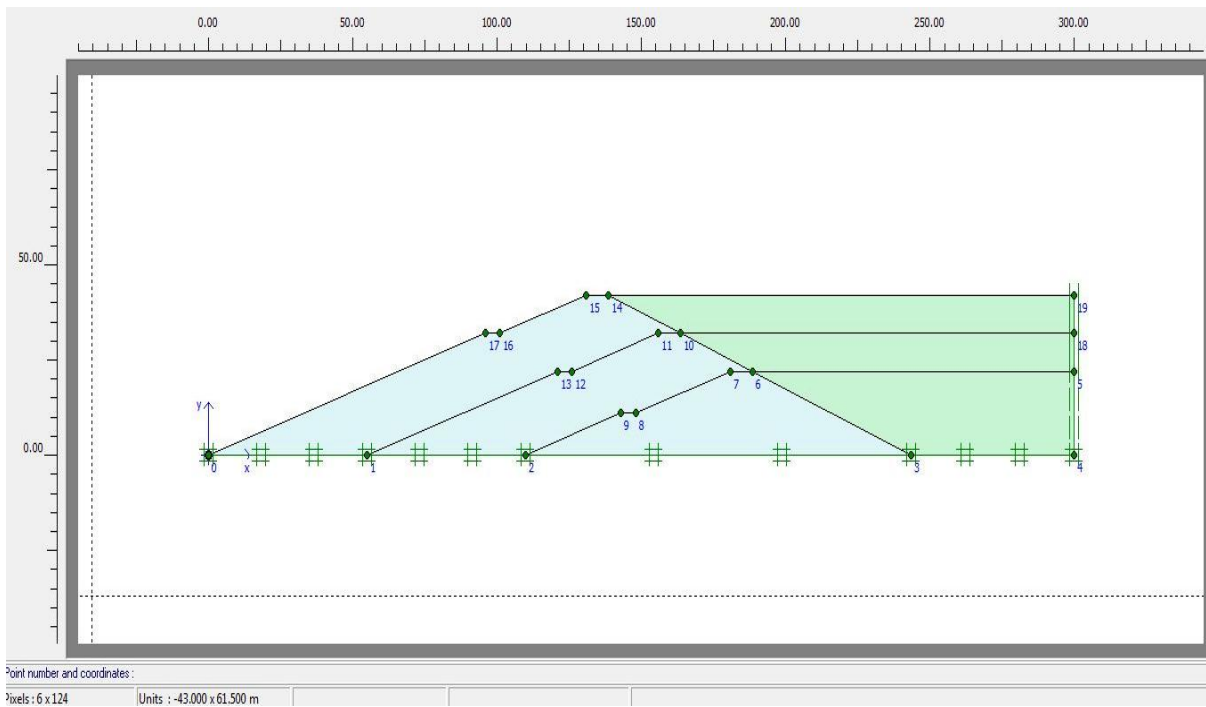 0.00 50.00 100.00 150.00 200.00 250.00 300.00
50.00
15 14 19
17 16 11 10 18
13 12 7 6 5
y
9 8
0.00
0 x 1 2 3 4
Point number and coordinates :
Pixels : 6 x 124 Units : -43.000 x 61.500 m